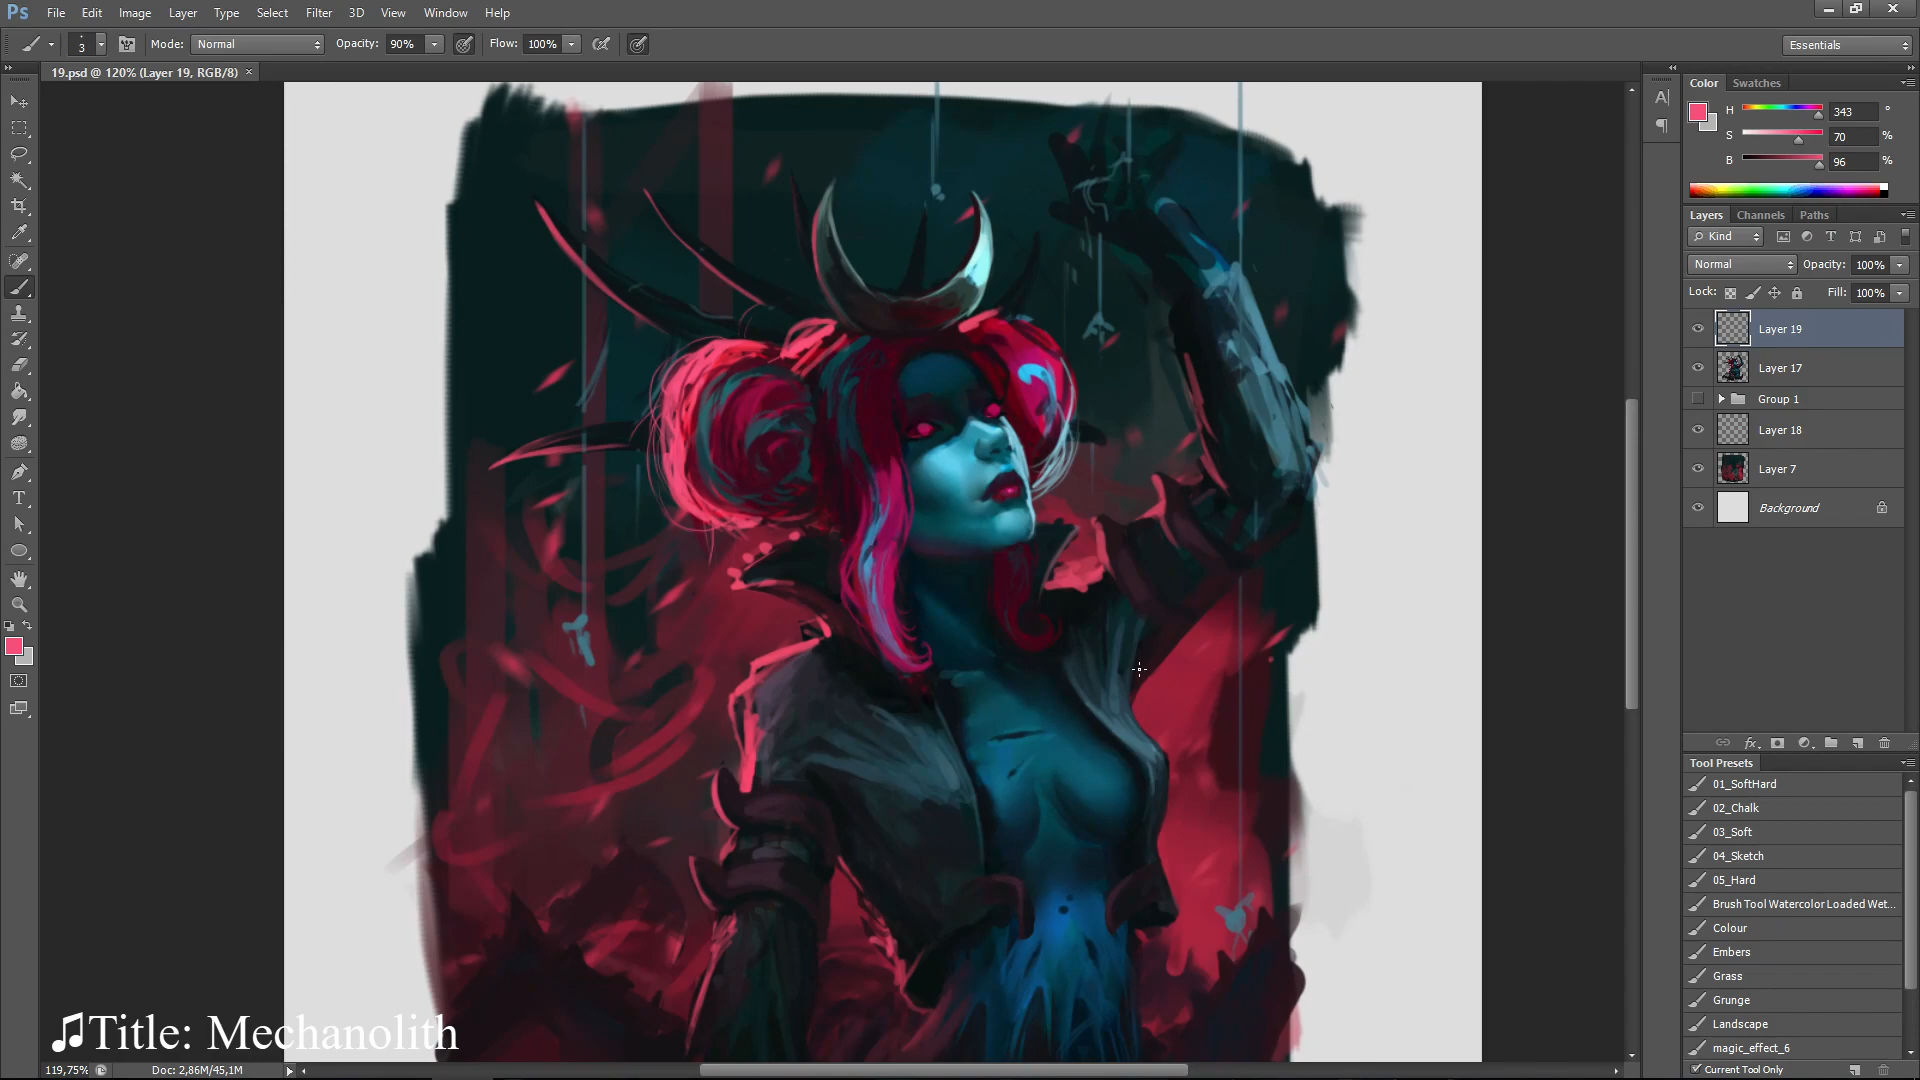 Ps File Edit Image Layer Type Select Filter 3D View Window Help
3 Mode: Normal Opacity: 90% Flow: 100% Essentials
19.psd @ 120% (Layer 19, RGB/8) ×
Color Swatches
H 343 °
S 70 %
B 96 %
Layers Channels Paths
Kind
Normal Opacity: 100%
Lock: Fill: 100%
Layer 19
Layer 17
Group 1
Layer 18
Layer 7
Background
Tool Presets
01_SoftHard
02_Chalk
03_Soft
04_Sketch
05_Hard
Brush Tool Watercolor Loaded Wet...
Colour
Embers
Grass
Grunge
Landscape
magic_effect_6
Current Tool Only
♫Title: Mechanolith
119,75% Doc: 2,86M/45,1M